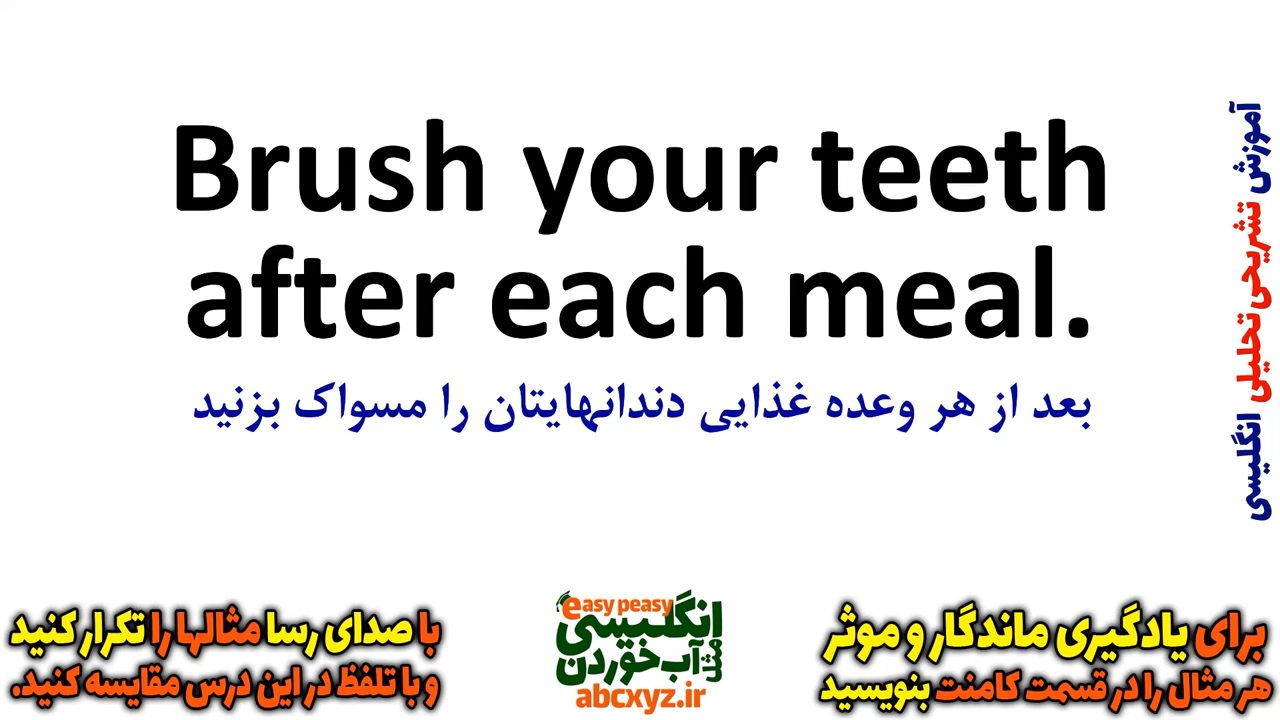 Brush your teeth
after each meal.
بعد از هر وعده غذایی دندانهایتان را مسواک بزنید
آموزش تشریحی تحلیلی انگلیسی
برای یادگیری ماندگار و موثر
هر مثال را در قسمت کامنت بنویسید
easy peasy
انگلیسی
مثل آب خوردن
abcxyz.ir
با صدای رسا مثالها را تکرار کنید
و با تلفظ در این درس مقایسه کنید.